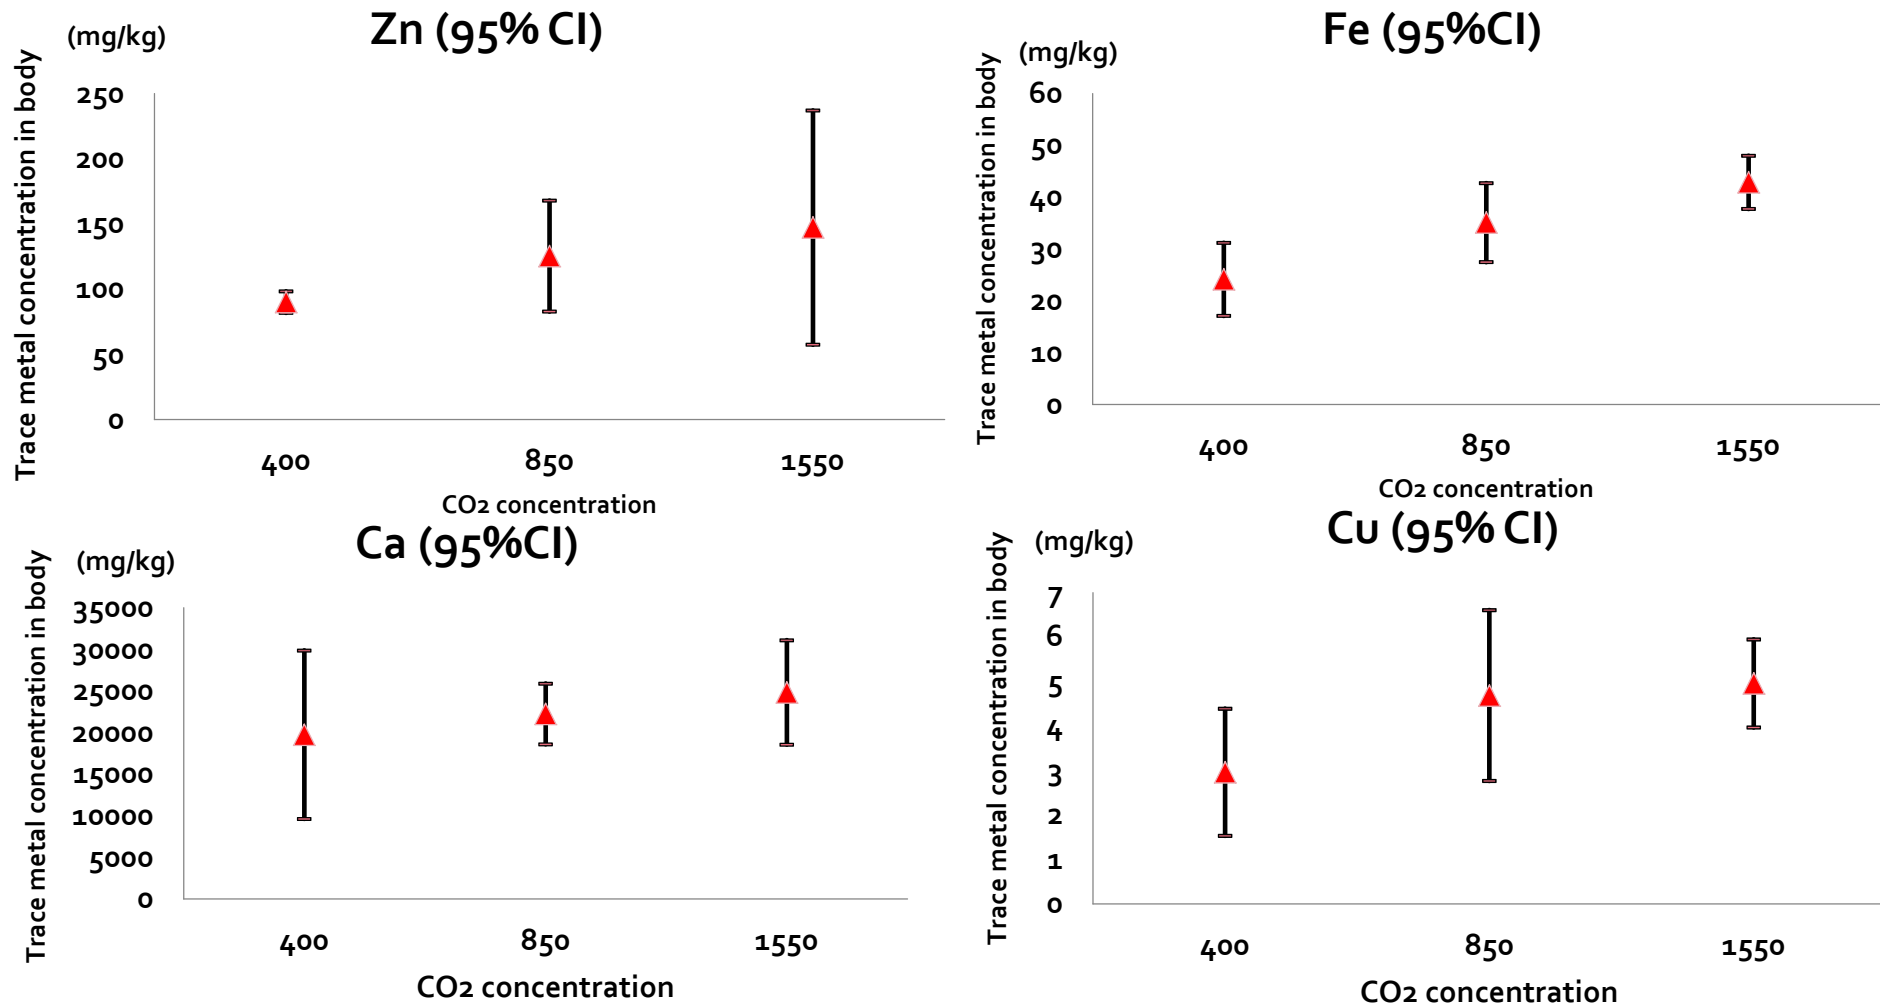 Zn (95% CI)
(mg/kg)
Trace metal concentration in body
250
200
150
100
50
0
400 850 1550
CO2 concentration
Fe (95%CI)
(mg/kg)
Trace metal concentration in body
60
50
40
30
20
10
0
400 850 1550
CO2 concentration
Ca (95%CI)
(mg/kg)
Trace metal concentration in body
35000
30000
25000
20000
15000
10000
5000
0
400 850 1550
CO2 concentration
Cu (95% CI)
(mg/kg)
Trace metal concentration in body
7
6
5
4
3
2
1
0
400 850 1550
CO2 concentration